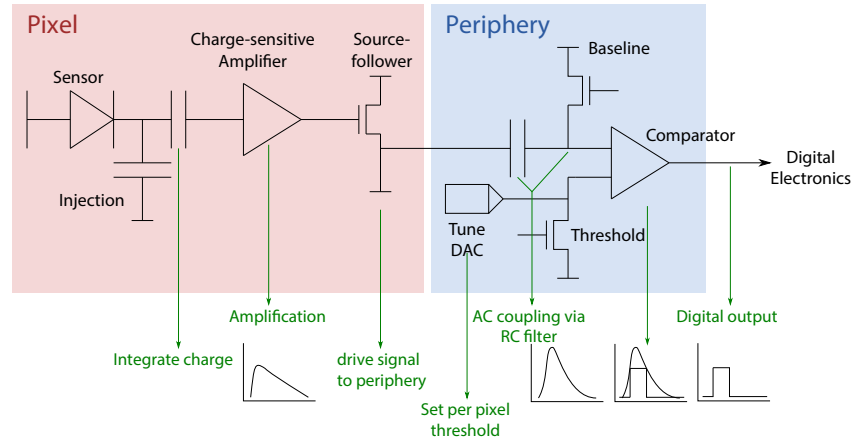 Pixel
Periphery
Charge-sensitive
Amplifier
Source-
follower
Baseline
Sensor
Comparator
Digital
Electronics
Injection
Tune
DAC
Threshold
Amplification
AC coupling via
RC filter
Digital output
Integrate charge
drive signal
to periphery
Set per pixel
threshold